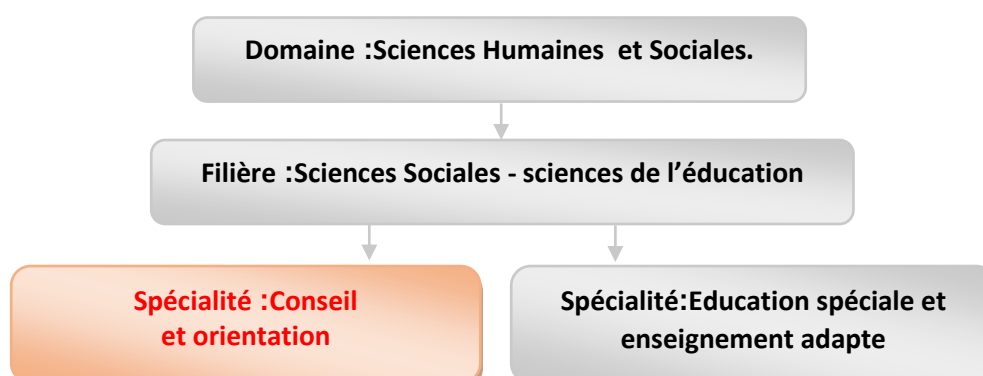 Domaine :Sciences Humaines et Sociales.
Filière :Sciences Sociales - sciences de l’éducation
Spécialité :Conseil
et orientation
Spécialité:Education spéciale et
enseignement adapte